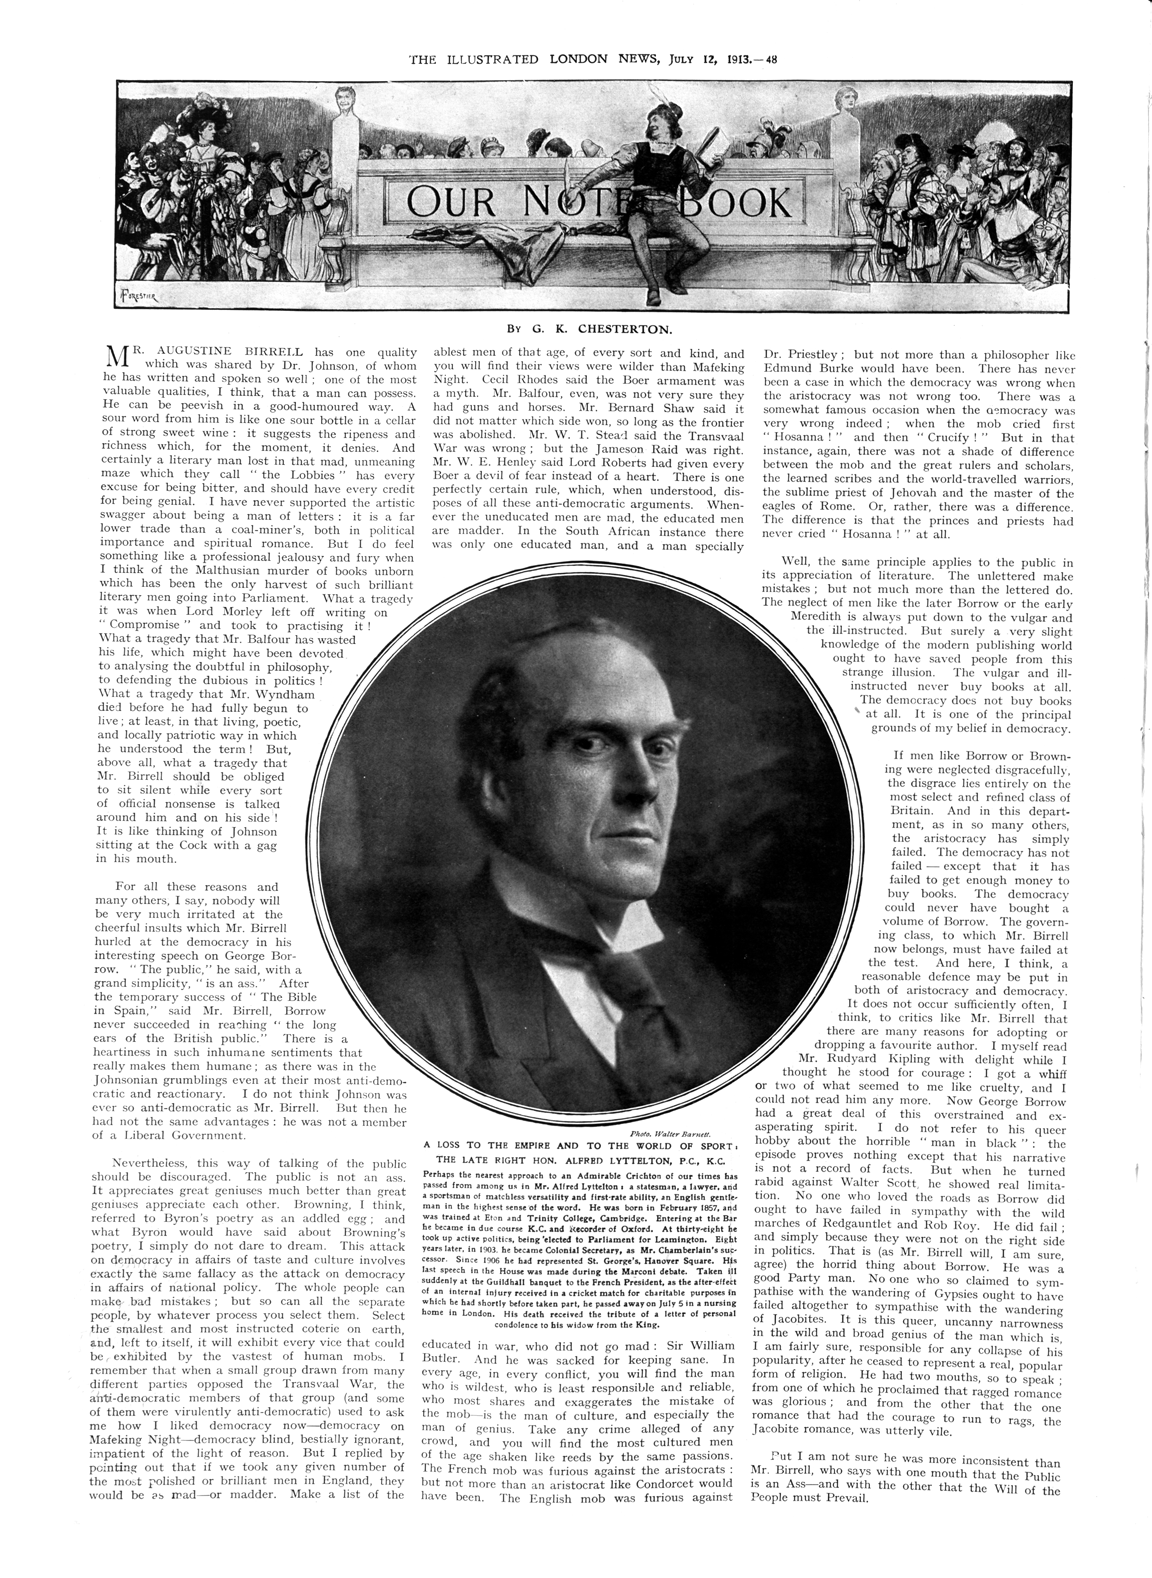 THE ILLUSTRATED LONDON NEWS, JULY 12, 1913.—48
OUR NOTE BOOK
FORESTIER
BY G. K. CHESTERTON.
MR. AUGUSTINE BIRRELL has one quality
which was shared by Dr. Johnson, of whom
he has written and spoken so well; one of the most
valuable qualities, I think, that a man can possess.
He can be peevish in a good-humoured way. A
sour word from him is like one sour bottle in a cellar
of strong sweet wine: it suggests the ripeness and
richness which, for the moment, it denies. And
certainly a literary man lost in that mad, unmeaning
maze which they call "the Lobbies" has every
excuse for being bitter, and should have every credit
for being genial. I have never supported the artistic
swagger about being a man of letters: it is a far
lower trade than a coal-miner's, both in political
importance and spiritual romance. But I do feel
something like a professional jealousy and fury when
I think of the Malthusian murder of books unborn
which has been the only harvest of such brilliant
literary men going into Parliament. What a tragedy
it was when Lord Morley left off writing on
"Compromise" and took to practising it!
What a tragedy that Mr. Balfour has wasted
his life, which might have been devoted
to analysing the doubtful in philosophy,
to defending the dubious in politics!
What a tragedy that Mr. Wyndham
died before he had fully begun to
live; at least, in that living, poetic,
and locally patriotic way in which
he understood the term! But,
above all, what a tragedy that
Mr. Birrell should be obliged
to sit silent while every sort
of official nonsense is talked
around him and on his side!
It is like thinking of Johnson
sitting at the Cock with a gag
in his mouth.
For all these reasons and
many others, I say, nobody will
be very much irritated at the
cheerful insults which Mr. Birrell
hurled at the democracy in his
interesting speech on George Bor-
row. "The public," he said, with a
grand simplicity, "is an ass." After
the temporary success of "The Bible
in Spain," said Mr. Birrell, Borrow
never succeeded in reaching "the long
ears of the British public." There is a
heartiness in such inhumane sentiments that
really makes them humane; as there was in the
Johnsonian grumblings even at their most anti-demo-
cratic and reactionary. I do not think Johnson was
ever so anti-democratic as Mr. Birrell. But then he
had not the same advantages: he was not a member
of a Liberal Government.
Nevertheless, this way of talking of the public
should be discouraged. The public is not an ass.
It appreciates great geniuses much better than great
geniuses appreciate each other. Browning, I think,
referred to Byron's poetry as an addled egg; and
what Byron would have said about Browning's
poetry, I simply do not dare to dream. This attack
on democracy in affairs of taste and culture involves
exactly the same fallacy as the attack on democracy
in affairs of national policy. The whole people can
make bad mistakes; but so can all the separate
people, by whatever process you select them. Select
the smallest and most instructed coterie on earth,
and, left to itself, it will exhibit every vice that could
be exhibited by the vastest of human mobs. I
remember that when a small group drawn from many
different parties opposed the Transvaal War, the
anti-democratic members of that group (and some
of them were virulently anti-democratic) used to ask
me how I liked democracy now—democracy on
Mafeking Night—democracy blind, bestially ignorant,
impatient of the light of reason. But I replied by
pointing out that if we took any given number of
the most polished or brilliant men in England, they
would be as mad—or madder. Make a list of the
ablest men of that age, of every sort and kind, and
you will find their views were wilder than Mafeking
Night. Cecil Rhodes said the Boer armament was
a myth. Mr. Balfour, even, was not very sure they
had guns and horses. Mr. Bernard Shaw said it
did not matter which side won, so long as the frontier
was abolished. Mr. W. T. Stead said the Transvaal
War was wrong; but the Jameson Raid was right.
Mr. W. E. Henley said Lord Roberts had given every
Boer a devil of fear instead of a heart. There is one
perfectly certain rule, which, when understood, dis-
poses of all these anti-democratic arguments. When-
ever the uneducated men are mad, the educated men
are madder. In the South African instance there
was only one educated man, and a man specially
Photo. Walter Barnett.
A LOSS TO THE EMPIRE AND TO THE WORLD OF SPORT:
THE LATE RIGHT HON. ALFRED LYTTELTON, P.C., K.C.
Perhaps the nearest approach to an Admirable Crichton of our times has
passed from among us in Mr. Alfred Lyttelton: a statesman, a lawyer, and
a sportsman of matchless versatility and first-rate ability, an English gentle-
man in the highest sense of the word. He was born in February 1857, and
was trained at Eton and Trinity College, Cambridge. Entering at the Bar
he became in due course K.C. and Recorder of Oxford. At thirty-eight he
took up active politics, being elected to Parliament for Leamington. Eight
years later, in 1903, he became Colonial Secretary, as Mr. Chamberlain's suc-
cessor. Since 1906 he had represented St. George's, Hanover Square. His
last speech in the House was made during the Marconi debate. Taken ill
suddenly at the Guildhall banquet to the French President, as the after-effect
of an internal injury received in a cricket match for charitable purposes in
which he had shortly before taken part, he passed away on July 5 in a nursing
home in London. His death received the tribute of a letter of personal
condolence to his widow from the King.
educated in war, who did not go mad: Sir William
Butler. And he was sacked for keeping sane. In
every age, in every conflict, you will find the man
who is wildest, who is least responsible and reliable,
who most shares and exaggerates the mistake of
the mob—is the man of culture, and especially the
man of genius. Take any crime alleged of any
crowd, and you will find the most cultured men
of the age shaken like reeds by the same passions.
The French mob was furious against the aristocrats:
but not more than an aristocrat like Condorcet would
have been. The English mob was furious against
Dr. Priestley; but not more than a philosopher like
Edmund Burke would have been. There has never
been a case in which the democracy was wrong when
the aristocracy was not wrong too. There was a
somewhat famous occasion when the democracy was
very wrong indeed; when the mob cried first
"Hosanna!" and then "Crucify!" But in that
instance, again, there was not a shade of difference
between the mob and the great rulers and scholars,
the learned scribes and the world-travelled warriors,
the sublime priest of Jehovah and the master of the
eagles of Rome. Or, rather, there was a difference.
The difference is that the princes and priests had
never cried "Hosanna!" at all.
Well, the same principle applies to the public in
its appreciation of literature. The unlettered make
mistakes; but not much more than the lettered do.
The neglect of men like the later Borrow or the early
Meredith is always put down to the vulgar and
the ill-instructed. But surely a very slight
knowledge of the modern publishing world
ought to have saved people from this
strange illusion. The vulgar and ill-
instructed never buy books at all.
The democracy does not buy books
at all. It is one of the principal
grounds of my belief in democracy.
If men like Borrow or Brown-
ing were neglected disgracefully,
the disgrace lies entirely on the
most select and refined class of
Britain. And in this depart-
ment, as in so many others,
the aristocracy has simply
failed. The democracy has not
failed—except that it has
failed to get enough money to
buy books. The democracy
could never have bought a
volume of Borrow. The govern-
ing class, to which Mr. Birrell
now belongs, must have failed at
the test. And here, I think, a
reasonable defence may be put in
both of aristocracy and democracy.
It does not occur sufficiently often, I
think, to critics like Mr. Birrell that
there are many reasons for adopting or
dropping a favourite author. I myself read
Mr. Rudyard Kipling with delight while I
thought he stood for courage: I got a whiff
or two of what seemed to me like cruelty, and I
could not read him any more. Now George Borrow
had a great deal of this overstrained and ex-
asperating spirit. I do not refer to his queer
hobby about the horrible "man in black": the
episode proves nothing except that his narrative
is not a record of facts. But when he turned
rabid against Walter Scott, he showed real limita-
tion. No one who loved the roads as Borrow did
ought to have failed in sympathy with the wild
marches of Redgauntlet and Rob Roy. He did fail;
and simply because they were not on the right side
in politics. That is (as Mr. Birrell will, I am sure,
agree) the horrid thing about Borrow. He was a
good Party man. No one who so claimed to sym-
pathise with the wandering of Gypsies ought to have
failed altogether to sympathise with the wandering
of Jacobites. It is this queer, uncanny narrowness
in the wild and broad genius of the man which is,
I am fairly sure, responsible for any collapse of his
popularity, after he ceased to represent a real, popular
form of religion. He had two mouths, so to speak;
from one of which he proclaimed that ragged romance
was glorious; and from the other that the one
romance that had the courage to run to rags, the
Jacobite romance, was utterly vile.
But I am not sure he was more inconsistent than
Mr. Birrell, who says with one mouth that the Public
is an Ass—and with the other that the Will of the
People must Prevail.